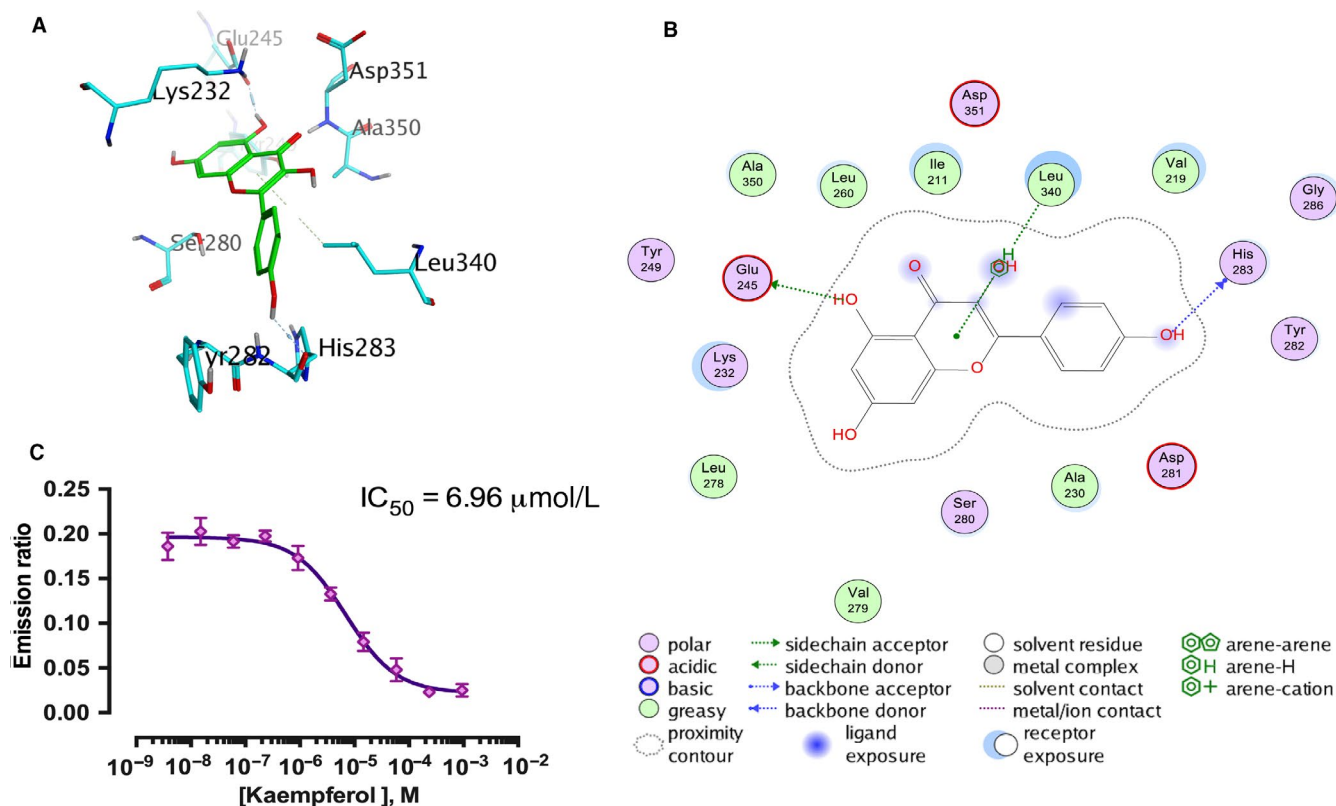 A
Glu245
Lys232
Asp351
Ala350
Ser280
Leu340
Tyr282
His283
B
Asp
351
Ala
350
Leu
260
Ile
211
Leu
340
Val
219
Gly
286
Tyr
249
Glu
245
H
OH
O
HO
His
283
OH
Tyr
282
Lys
232
O
HO
Leu
278
Asp
281
Ala
230
Ser
280
Val
279
polar
acidic
basic
greasy
proximity
contour
sidechain acceptor
sidechain donor
backbone acceptor
backbone donor
ligand
exposure
solvent residue
metal complex
solvent contact
metal/ion contact
receptor
exposure
arene-arene
H arene-H
+ arene-cation
C
IC₅₀ = 6.96 μmol/L
Emission ratio
0.25
0.20
0.15
0.10
0.05
0.00
10⁻⁹ 10⁻⁸ 10⁻⁷ 10⁻⁶ 10⁻⁵ 10⁻⁴ 10⁻³ 10⁻²
[Kaempferol ], M